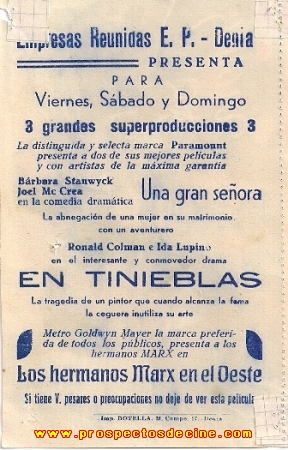 Empresas Reunidas E. P. - Denia
PRESENTA
PARA
Viernes, Sábado y Domingo
3 grandes superproducciones 3
La distinguida y selecta marca Paramount
presenta a dos de sus mejores películas
y con artistas de la máxima garantía
Bárbara Stanwyck
Joel Mc Crea
en la comedia dramática
Una gran señora
La abnegación de una mujer en su matrimonio
con un aventurero
Ronald Colman e Ida Lupino
en el interesante y conmovedor drama
EN TINIEBLAS
La tragedia de un pintor que cuando alcanza la fama
la ceguera inutiliza su arte
Metro Goldwyn Mayer la marca preferi-
da de todos los públicos, presenta a los
hermanos MARX en
Los hermanos Marx en el Oeste
Si tiene V. pesares o preocupaciones no deje de ver esta película
Imp. BOTELLA. M. Campo, 17.. Denia
www.prospectosdecine.com